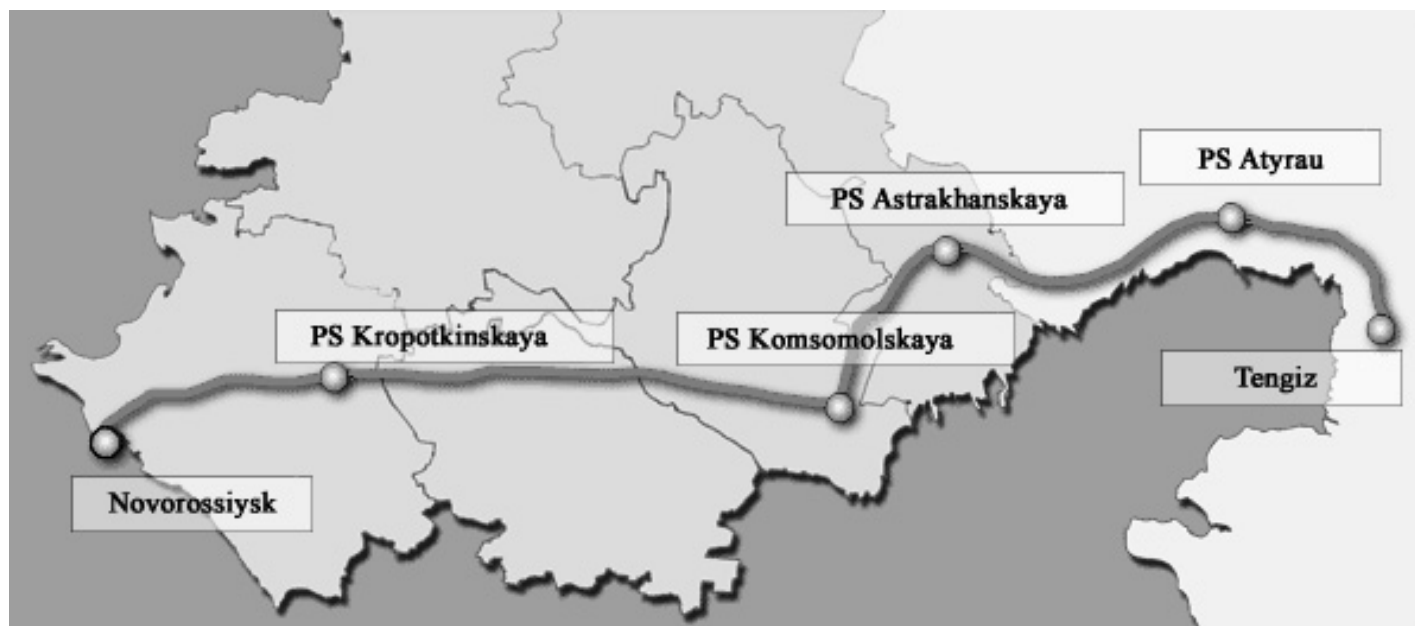 PS Atyrau
PS Astrakhanskaya
PS Kropotkinskaya
PS Komsomolskaya
Tengiz
Novorossiysk